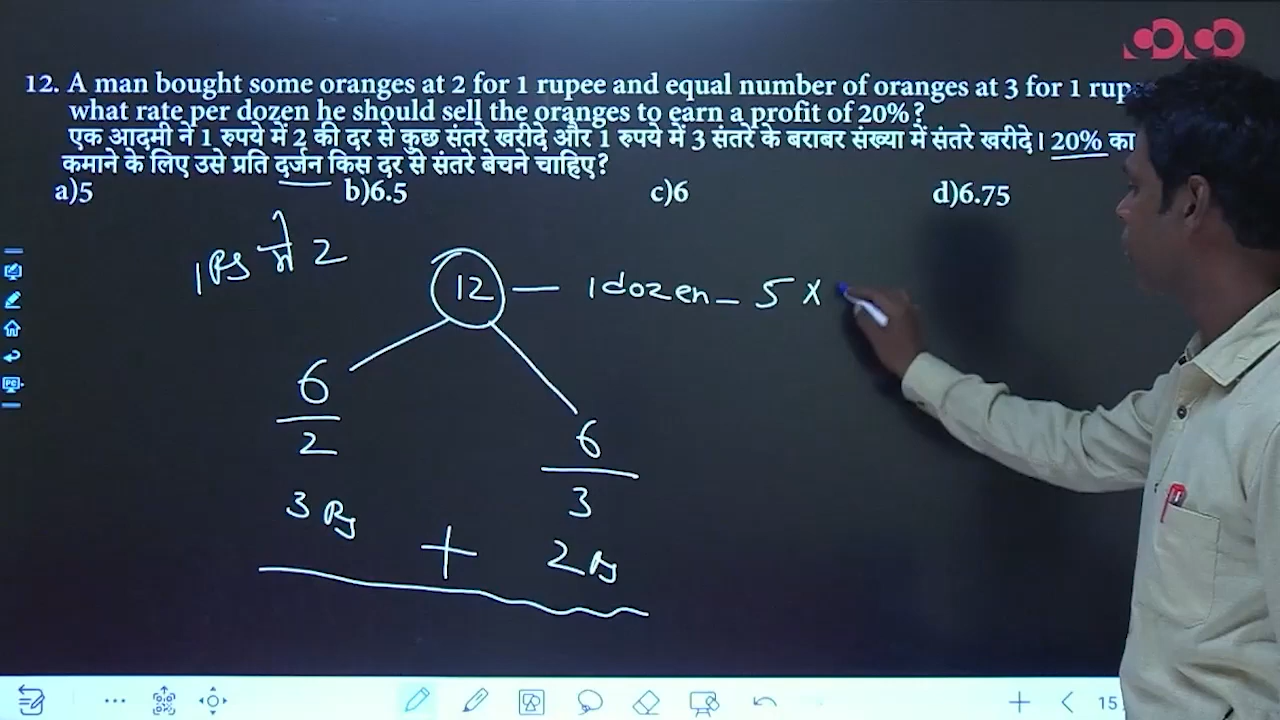 12. A man bought some oranges at 2 for 1 rupee and equal number of oranges at 3 for 1
what rate per dozen he should sell the oranges to earn a profit of 20%?
एक आदमी ने 1 रुपये में 2 की दर से कुछ संतरे खरीदे और 1 रुपये में 3 संतरे के बराबर संख्या में संतरे खरीदे। 20% का
कमाने के लिए उसे प्रति दर्जन किस दर से संतरे बेचने चाहिए?
a)5 b)6.5 c)6 d)6.75
1 Rs में 2
12 — 1dozen - 5 ×
6 6
2 3
3 Rs + 2 Rs
PC
15